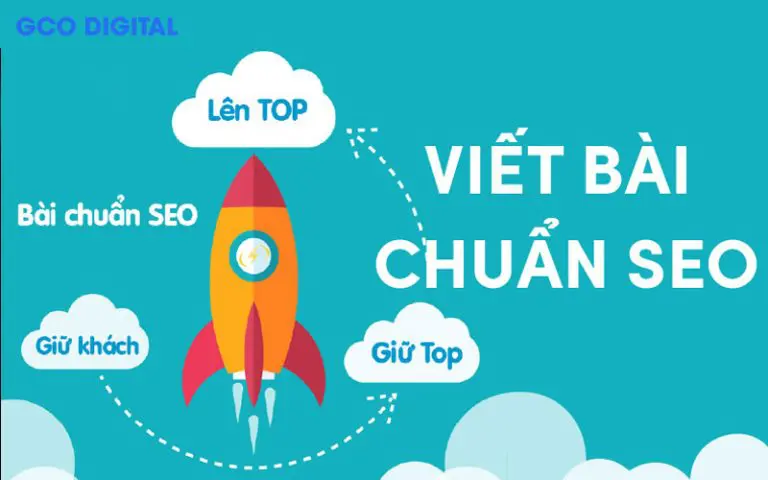 GCO DIGITAL
Lên TOP
Bài chuẩn SEO
Giữ khách
Giữ Top
VIẾT BÀI
CHUẨN SEO